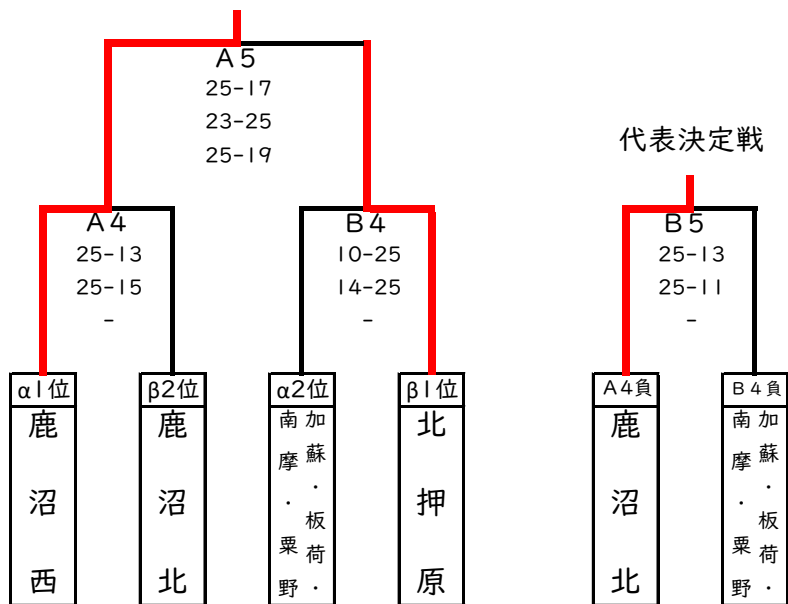 A5
25-17
23-25
25-19
代表決定戦
A4
25-13
25-15
-
B4
10-25
14-25
-
B5
25-13
25-11
-
α1位
β2位
α2位
β1位
A4負
B4負
鹿沼西
鹿沼北
加蘇・板荷・
南摩・粟野
北押原
鹿沼北
加蘇・板荷・
南摩・粟野